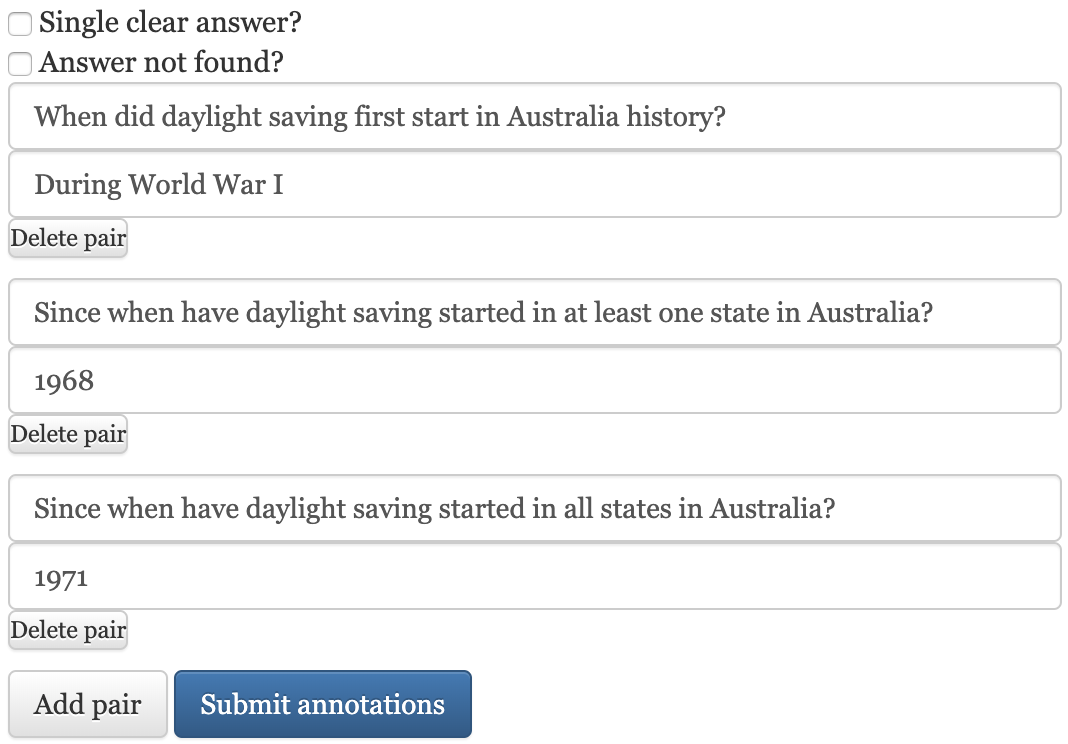 Single clear answer?
Answer not found?
When did daylight saving first start in Australia history?
During World War I
Delete pair
Since when have daylight saving started in at least one state in Australia?
1968
Delete pair
Since when have daylight saving started in all states in Australia?
1971
Delete pair
Add pair Submit annotations